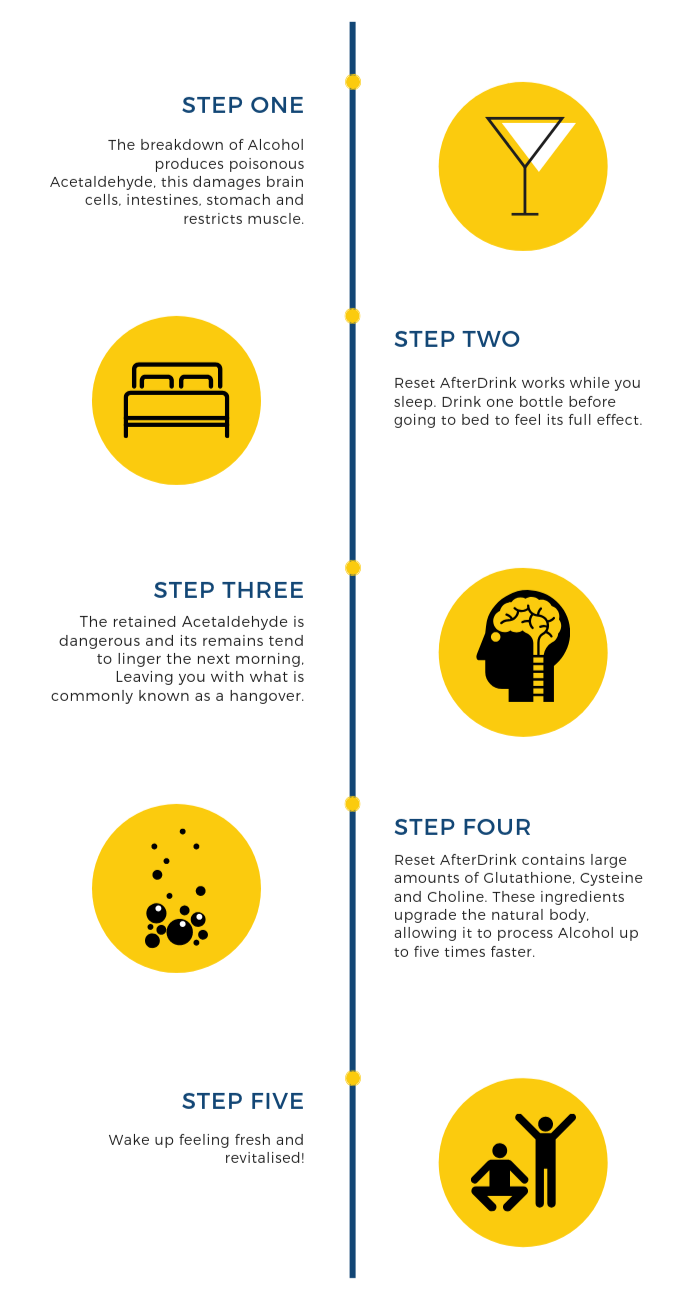 STEP ONE
The breakdown of Alcohol
produces poisonous
Acetaldehyde, this damages brain
cells, intestines, stomach and
restricts muscle.
STEP TWO
Reset AfterDrink works while you
sleep. Drink one bottle before
going to bed to feel its full effect.
STEP THREE
The retained Acetaldehyde is
dangerous and its remains tend
to linger the next morning,
Leaving you with what is
commonly known as a hangover.
STEP FOUR
Reset AfterDrink contains large
amounts of Glutathione, Cysteine
and Choline. These ingredients
upgrade the natural body,
allowing it to process Alcohol up
to five times faster.
STEP FIVE
Wake up feeling fresh and
revitalised!